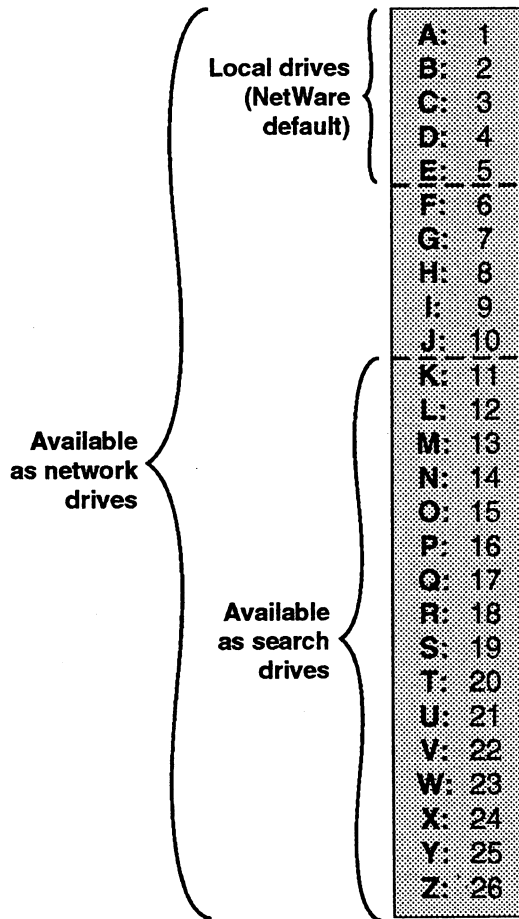 Local drives
(NetWare
default)
Available
as network
drives
Available
as search
drives
A: 1
B: 2
C: 3
D: 4
E: 5
F: 6
G: 7
H: 8
I: 9
J: 10
K: 11
L: 12
M: 13
N: 14
O: 15
P: 16
Q: 17
R: 18
S: 19
T: 20
U: 21
V: 22
W: 23
X: 24
Y: 25
Z: 26